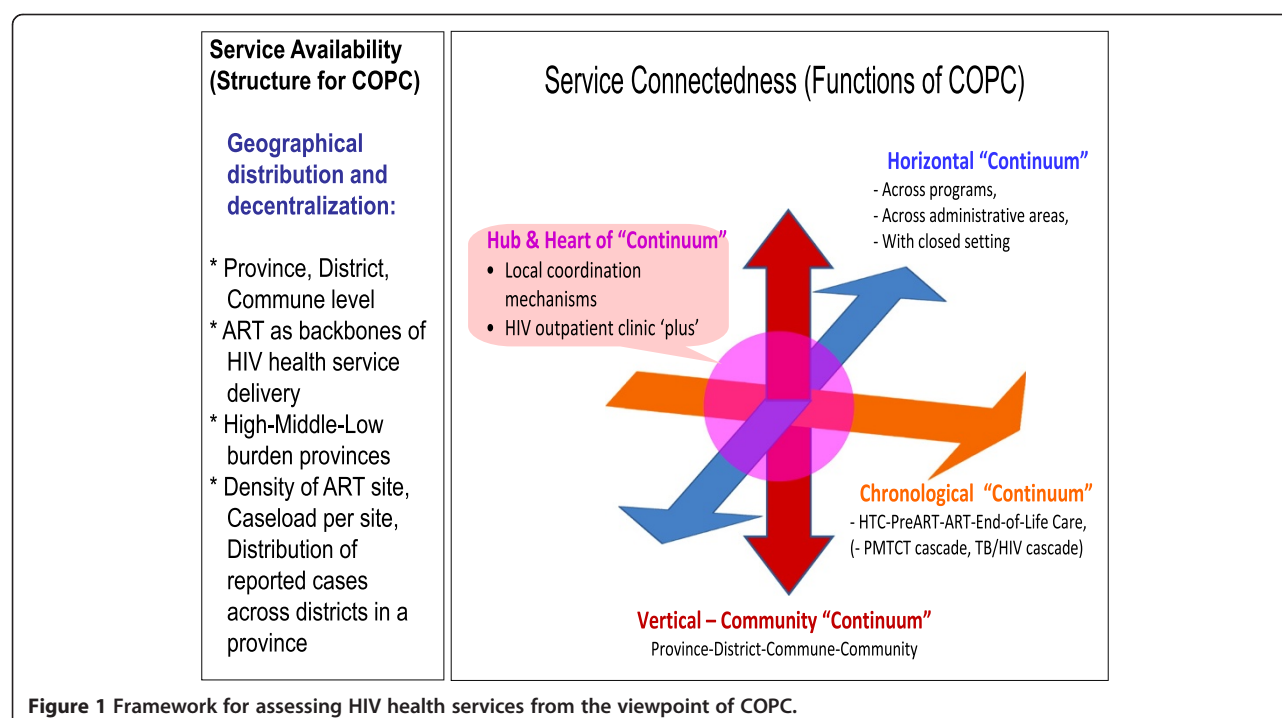 Service Availability
(Structure for COPC)
Geographical
distribution and
decentralization:
* Province, District,
Commune level
* ART as backbones of
HIV health service
delivery
* High-Middle-Low
burden provinces
* Density of ART site,
Caseload per site,
Distribution of
reported cases
across districts in a
province
Service Connectedness (Functions of COPC)
Horizontal “Continuum”
- Across programs,
- Across administrative areas,
- With closed setting
Hub & Heart of “Continuum”
• Local coordination
mechanisms
• HIV outpatient clinic ‘plus’
Chronological “Continuum”
- HTC-PreART-ART-End-of-Life Care,
(- PMTCT cascade, TB/HIV cascade)
Vertical – Community “Continuum”
Province-District-Commune-Community
Figure 1 Framework for assessing HIV health services from the viewpoint of COPC.